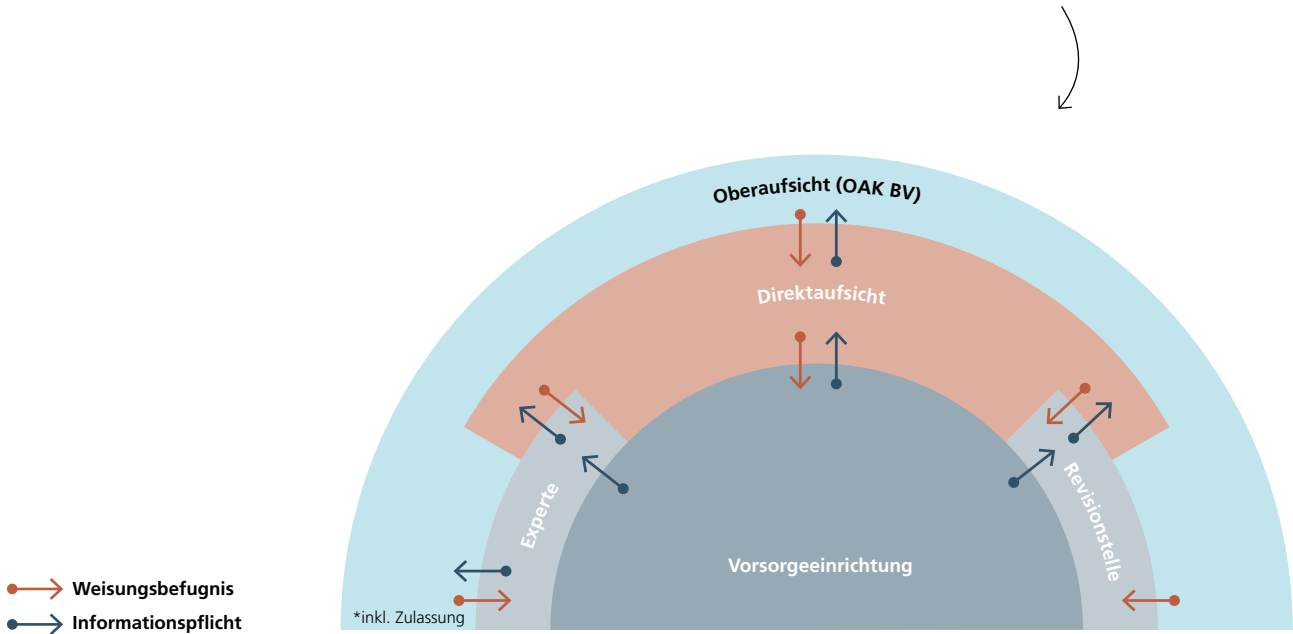 Oberaufsicht (OAK BV)
Direktaufsicht
Experte
Revisionstelle
Vorsorgeeinrichtung
Weisungsbefugnis
*inkl. Zulassung
Informationspflicht